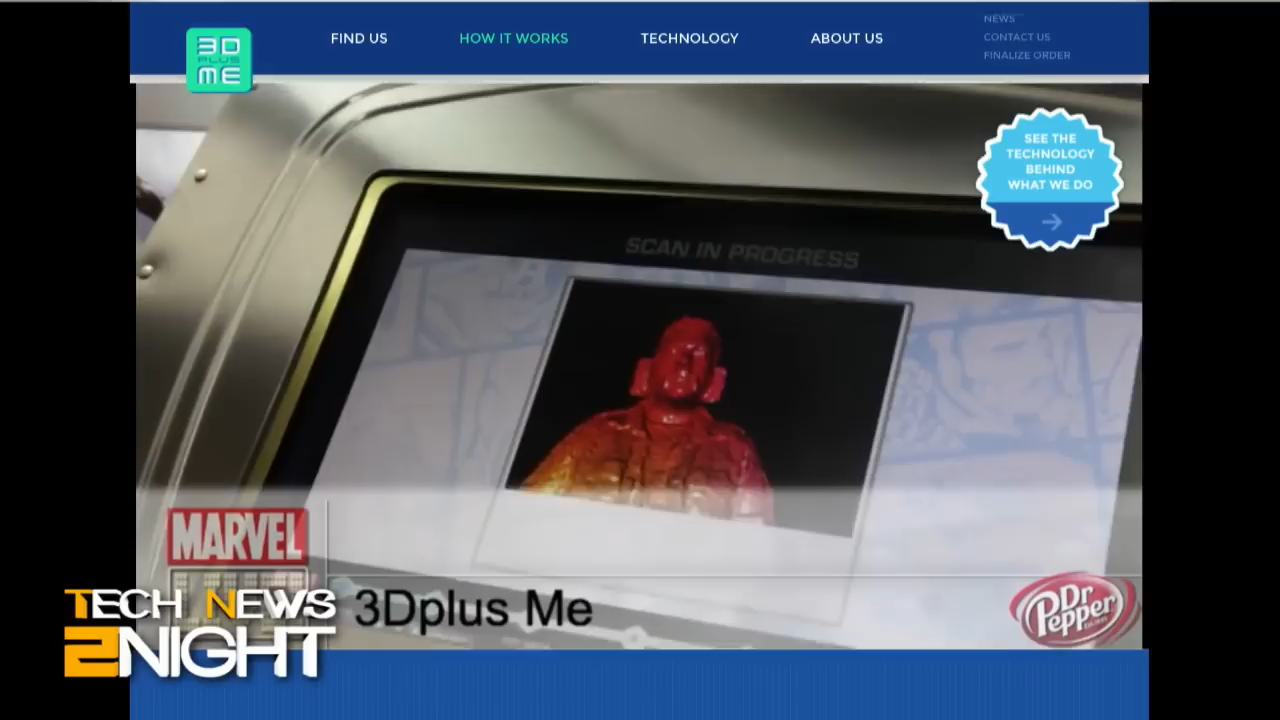 3D
PLUS
ME
FIND US
HOW IT WORKS
TECHNOLOGY
ABOUT US
NEWS
CONTACT US
FINALIZE ORDER
SEE THE
TECHNOLOGY
BEHIND
WHAT WE DO
SCAN IN PROGRESS
MARVEL
TECH NEWS
2NIGHT
3Dplus Me
Dr
Pepper